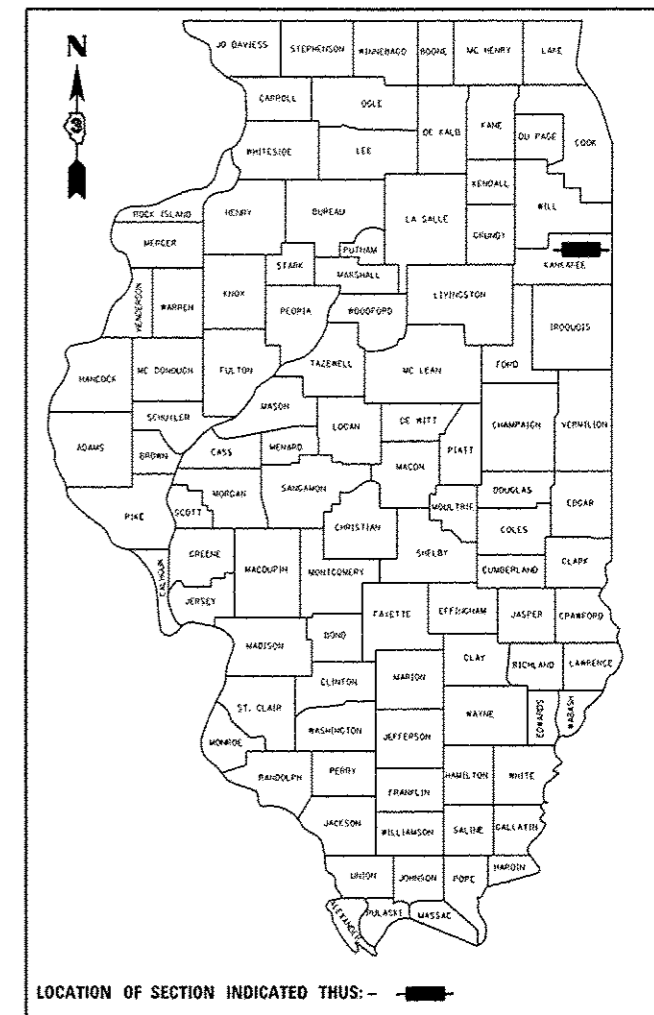 N
3
JO DAVIESS STEPHENSON WINNEBAGO BOONE MC HENRY LAKE
CARROLL OGLE DE KALB KANE DU PAGE COOK
WHITESIDE LEE KENDALL WILL
ROCK ISLAND HENRY BUREAU LA SALLE GRUNDY
MERCER PUTNAM KANKAKEE
STARK MARSHALL
HENDERSON WARREN KNOX PEORIA WOODFORD LIVINGSTON IROQUOIS
HANCOCK MC DONOUGH FULTON TAZEWELL MC LEAN FORD
MASON
SCHUYLER LOGAN DE WITT CHAMPAIGN VERMILION
ADAMS BROWN CASS MENARD MACON PIATT
MORGAN SANGAMON DOUGLAS EDGAR
PIKE SCOTT CHRISTIAN MOULTRIE COLES
GREENE MACOUPIN MONTGOMERY SHELBY CUMBERLAND CLARK
CALHOUN
JERSEY FAYETTE EFFINGHAM JASPER CRAWFORD
MADISON BOND
CLAY RICHLAND LAWRENCE
CLINTON MARION
ST. CLAIR WAYNE EDWARDS WABASH
MONROE WASHINGTON JEFFERSON
RANDOLPH PERRY HAMILTON WHITE
FRANKLIN
JACKSON WILLIAMSON SALINE GALLATIN
UNION JOHNSON POPE HARDIN
ALEXANDER PULASKI MASSAC
LOCATION OF SECTION INDICATED THUS: -